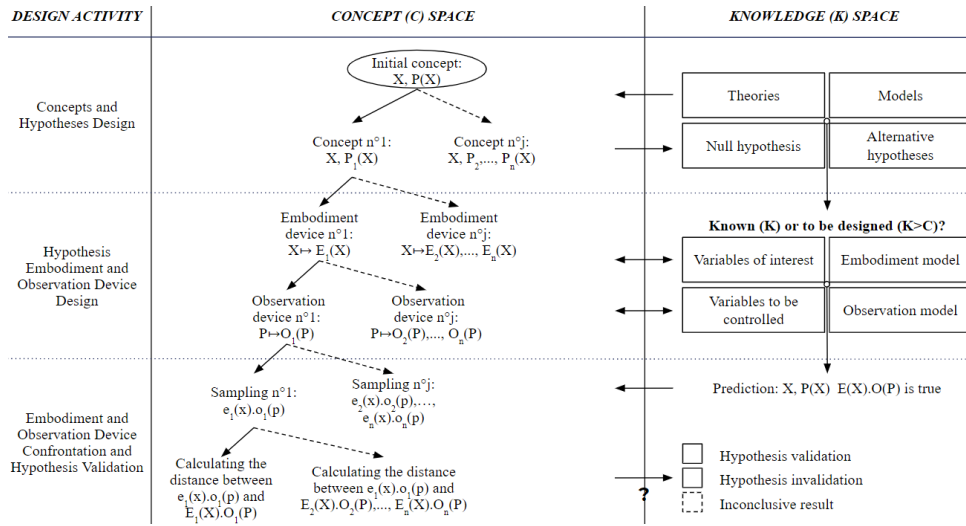 DESIGN ACTIVITY
CONCEPT (C) SPACE
KNOWLEDGE (K) SPACE
Concepts and
Hypotheses Design
Initial concept:
X, P(X)
Concept n°1:
X, P₁(X)
Concept n°j:
X, P₂,..., Pₙ(X)
Theories
Models
Null hypothesis
Alternative
hypotheses
Hypothesis
Embodiment and
Observation Device
Design
Embodiment
device n°1:
X↦ E₁(X)
Embodiment
device n°j:
X↦E₂(X),..., Eₙ(X)
Observation
device n°1:
P↦O₁(P)
Observation
device n°j:
P↦O₂(P),..., Oₙ(P)
Known (K) or to be designed (K>C)?
Variables of interest
Embodiment model
Variables to be
controlled
Observation model
Embodiment and
Observation Device
Confrontation and
Hypothesis Validation
Sampling n°1:
e₁(x).o₁(p)
Sampling n°j:
e₂(x).o₂(p),...,
eₙ(x).oₙ(p)
Calculating the
distance between
e₁(x).o₁(p) and
E₁(X).O₁(P)
Calculating the
distance between e₁(x).o₁(p) and
E₂(X).O₂(P),..., Eₙ(X).Oₙ(P)
?
Prediction: X, P(X) E(X).O(P) is true
Hypothesis validation
Hypothesis invalidation
Inconclusive result